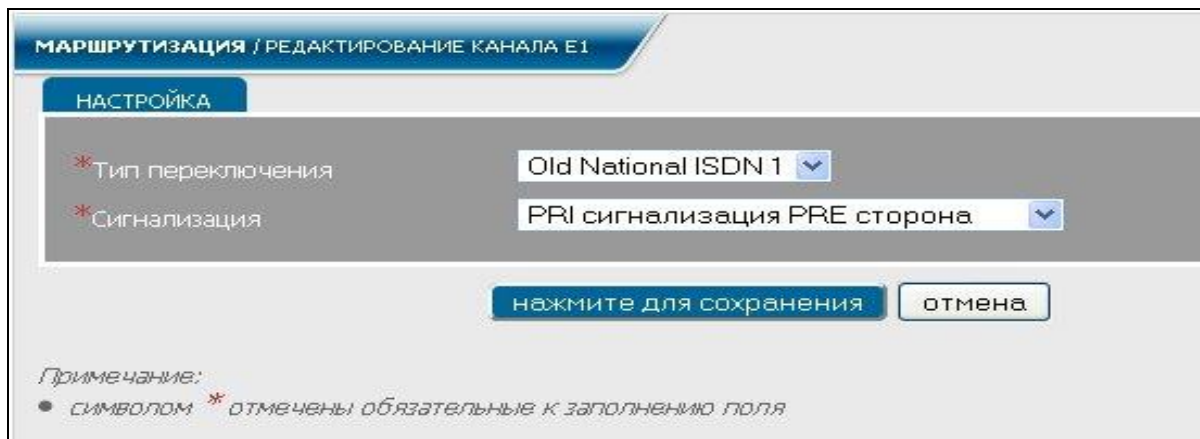 МАРШРУТИЗАЦИЯ / РЕДАКТИРОВАНИЕ КАНАЛА E1
НАСТРОЙКА
*Тип переключения Old National ISDN 1
*Сигнализация PRI сигнализация PRE сторона
нажмите для сохранения отмена
Примечание:
• символом * отмечены обязательные к заполнению поля